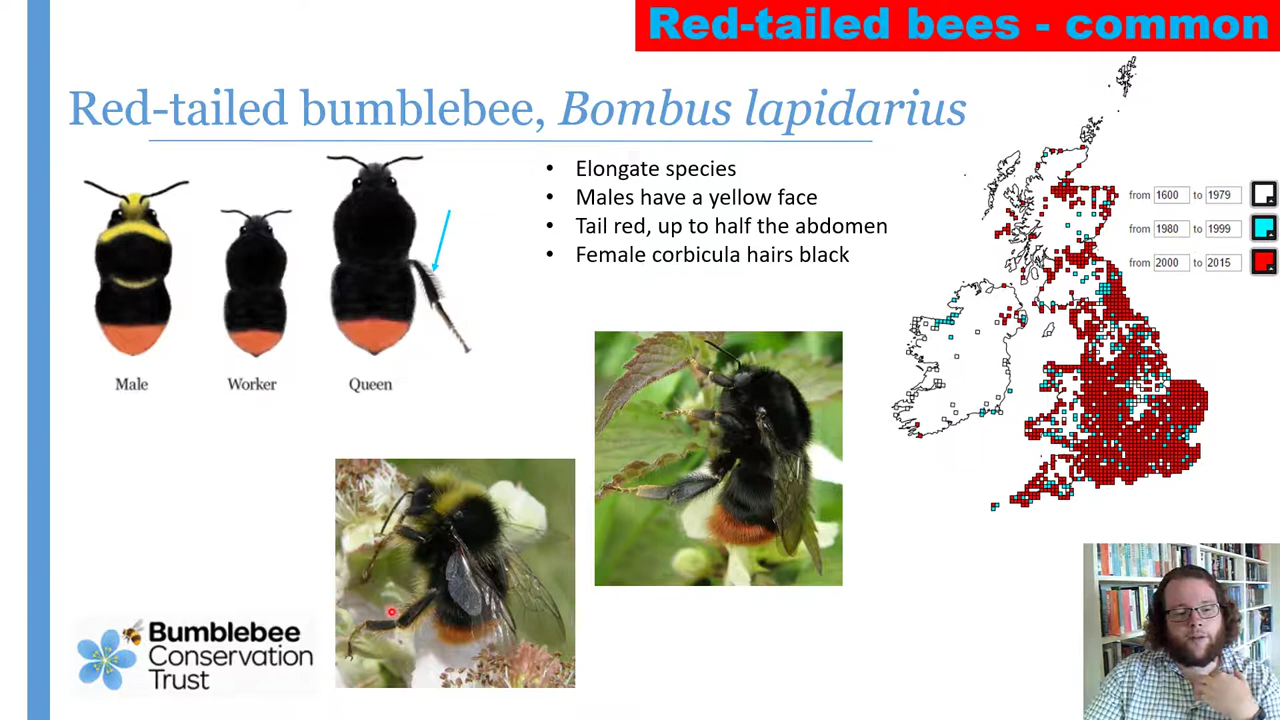 Red-tailed bees - common
Red-tailed bumblebee, Bombus lapidarius
• Elongate species
• Males have a yellow face
• Tail red, up to half the abdomen
• Female corbicula hairs black
from 1600 to 1979
from 1980 to 1999
from 2000 to 2015
Male Worker Queen
Bumblebee
Conservation
Trust